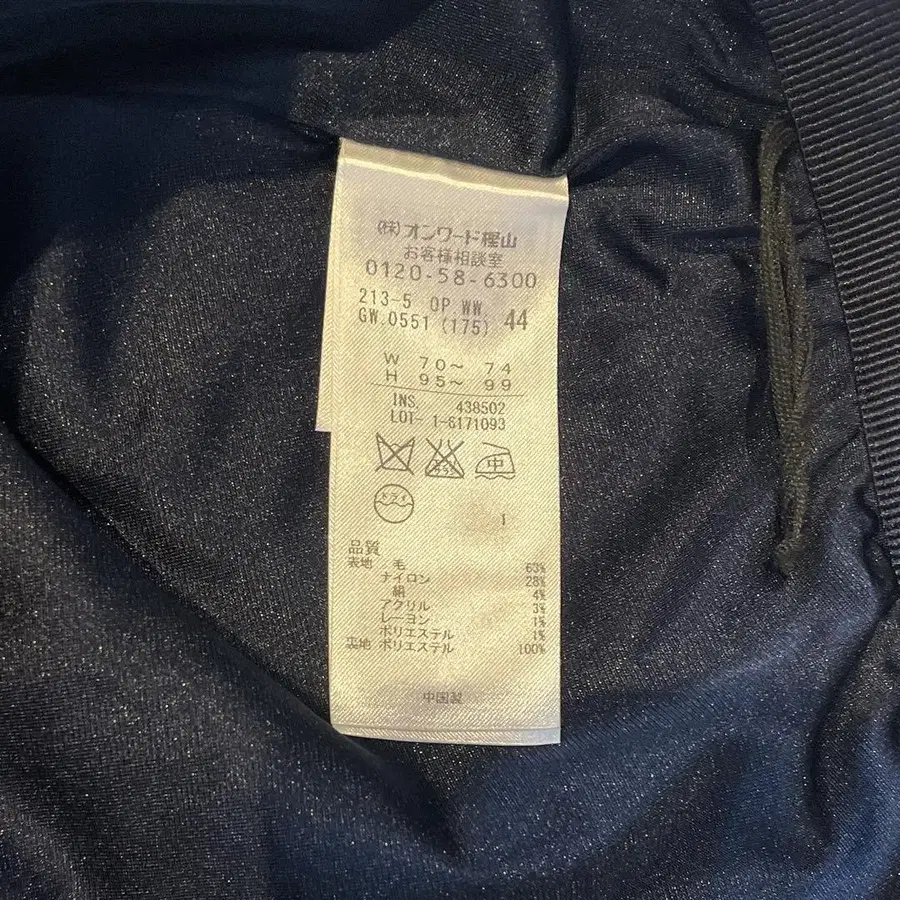 (株)オンワード樫山
お客様相談室
0120-58-6300
213-5 OP.WW
GW.0551 (175) 44
W 70～ 74
H 95～ 99
INS. 438502
LOT- 1-6171093
中
ドライ
1
品質
表地 毛 63%
ナイロン 28%
絹 4%
アクリル 3%
レーヨン 1%
ポリエステル 1%
裏地 ポリエステル 100%
中国製